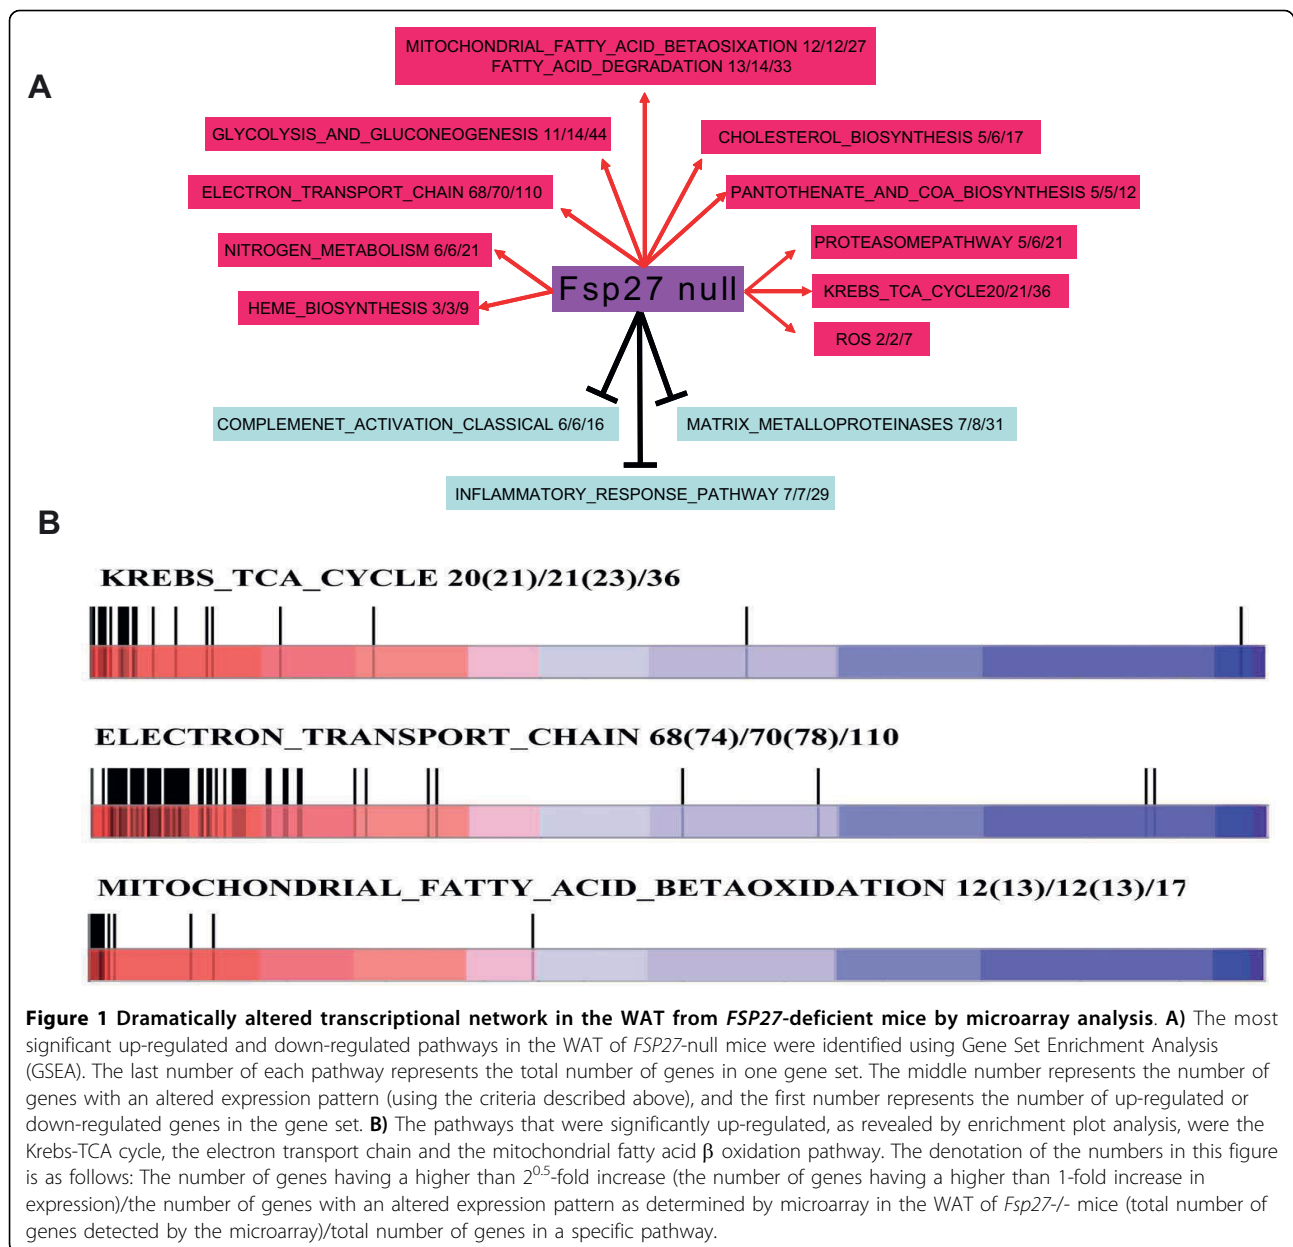 A
MITOCHONDRIAL_FATTY_ACID_BETAOSIXATION 12/12/27
FATTY_ACID_DEGRADATION 13/14/33
GLYCOLYSIS_AND_GLUCONEOGENESIS 11/14/44
CHOLESTEROL_BIOSYNTHESIS 5/6/17
ELECTRON_TRANSPORT_CHAIN 68/70/110
PANTOTHENATE_AND_COA_BIOSYNTHESIS 5/5/12
NITROGEN_METABOLISM 6/6/21
PROTEASOMEPATHWAY 5/6/21
Fsp27 null
HEME_BIOSYNTHESIS 3/3/9
KREBS_TCA_CYCLE20/21/36
ROS 2/2/7
COMPLEMENET_ACTIVATION_CLASSICAL 6/6/16
MATRIX_METALLOPROTEINASES 7/8/31
INFLAMMATORY_RESPONSE_PATHWAY 7/7/29
B
KREBS_TCA_CYCLE 20(21)/21(23)/36
ELECTRON_TRANSPORT_CHAIN 68(74)/70(78)/110
MITOCHONDRIAL_FATTY_ACID_BETAOXIDATION 12(13)/12(13)/17
Figure 1 Dramatically altered transcriptional network in the WAT from FSP27-deficient mice by microarray analysis. A) The most
significant up-regulated and down-regulated pathways in the WAT of FSP27-null mice were identified using Gene Set Enrichment Analysis
(GSEA). The last number of each pathway represents the total number of genes in one gene set. The middle number represents the number of
genes with an altered expression pattern (using the criteria described above), and the first number represents the number of up-regulated or
down-regulated genes in the gene set. B) The pathways that were significantly up-regulated, as revealed by enrichment plot analysis, were the
Krebs-TCA cycle, the electron transport chain and the mitochondrial fatty acid β oxidation pathway. The denotation of the numbers in this figure
is as follows: The number of genes having a higher than 2^0.5-fold increase (the number of genes having a higher than 1-fold increase in
expression)/the number of genes with an altered expression pattern as determined by microarray in the WAT of Fsp27-/- mice (total number of
genes detected by the microarray)/total number of genes in a specific pathway.